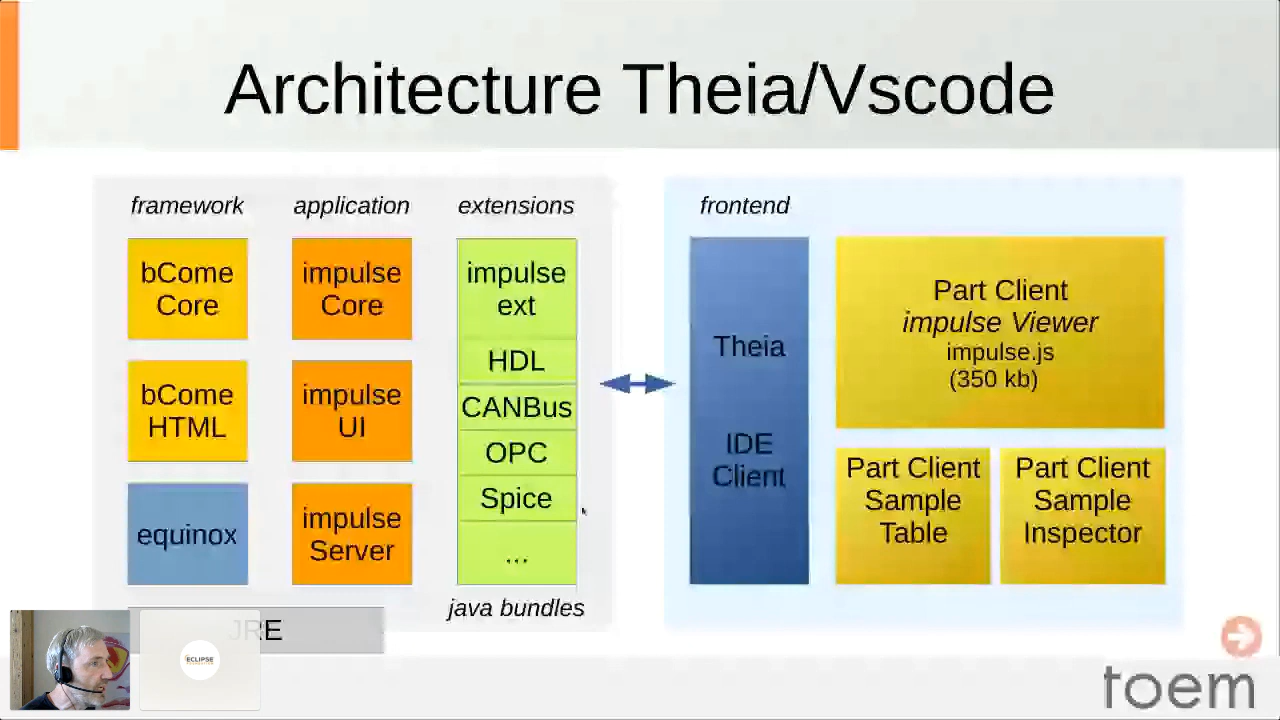 Architecture Theia/Vscode
framework
application
extensions
frontend
bCome
Core
impulse
Core
impulse
ext
HDL
CANBus
OPC
Spice
...
bCome
HTML
impulse
UI
equinox
impulse
Server
java bundles
JRE
Theia
IDE
Client
Part Client
impulse Viewer
impulse.js
(350 kb)
Part Client
Sample
Table
Part Client
Sample
Inspector
ECLIPSE
toem